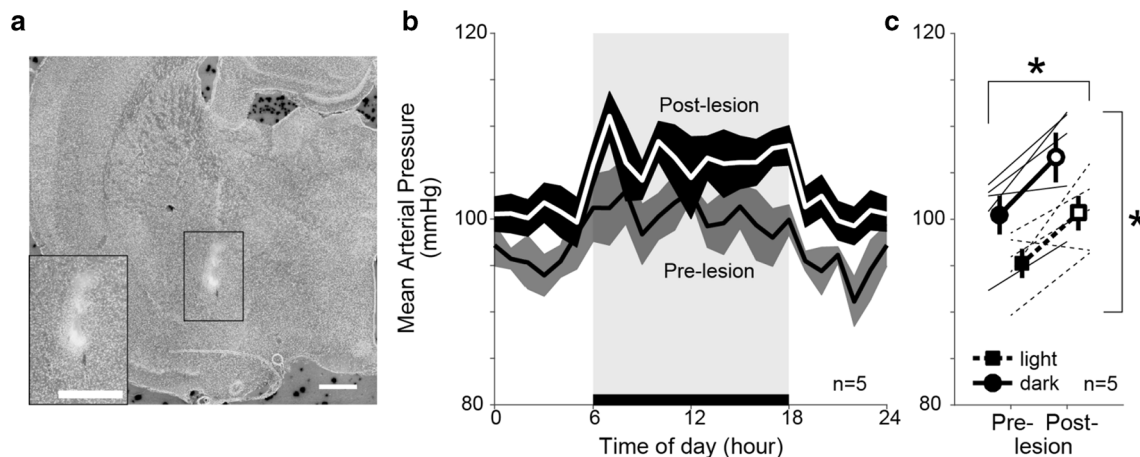 a
b
c
120
100
80
Mean Arterial Pressure
(mmHg)
Post-lesion
Pre-lesion
n=5
0
6
12
18
24
Time of day (hour)
120
100
80
*
*
light
dark
n=5
Pre- Post-
lesion